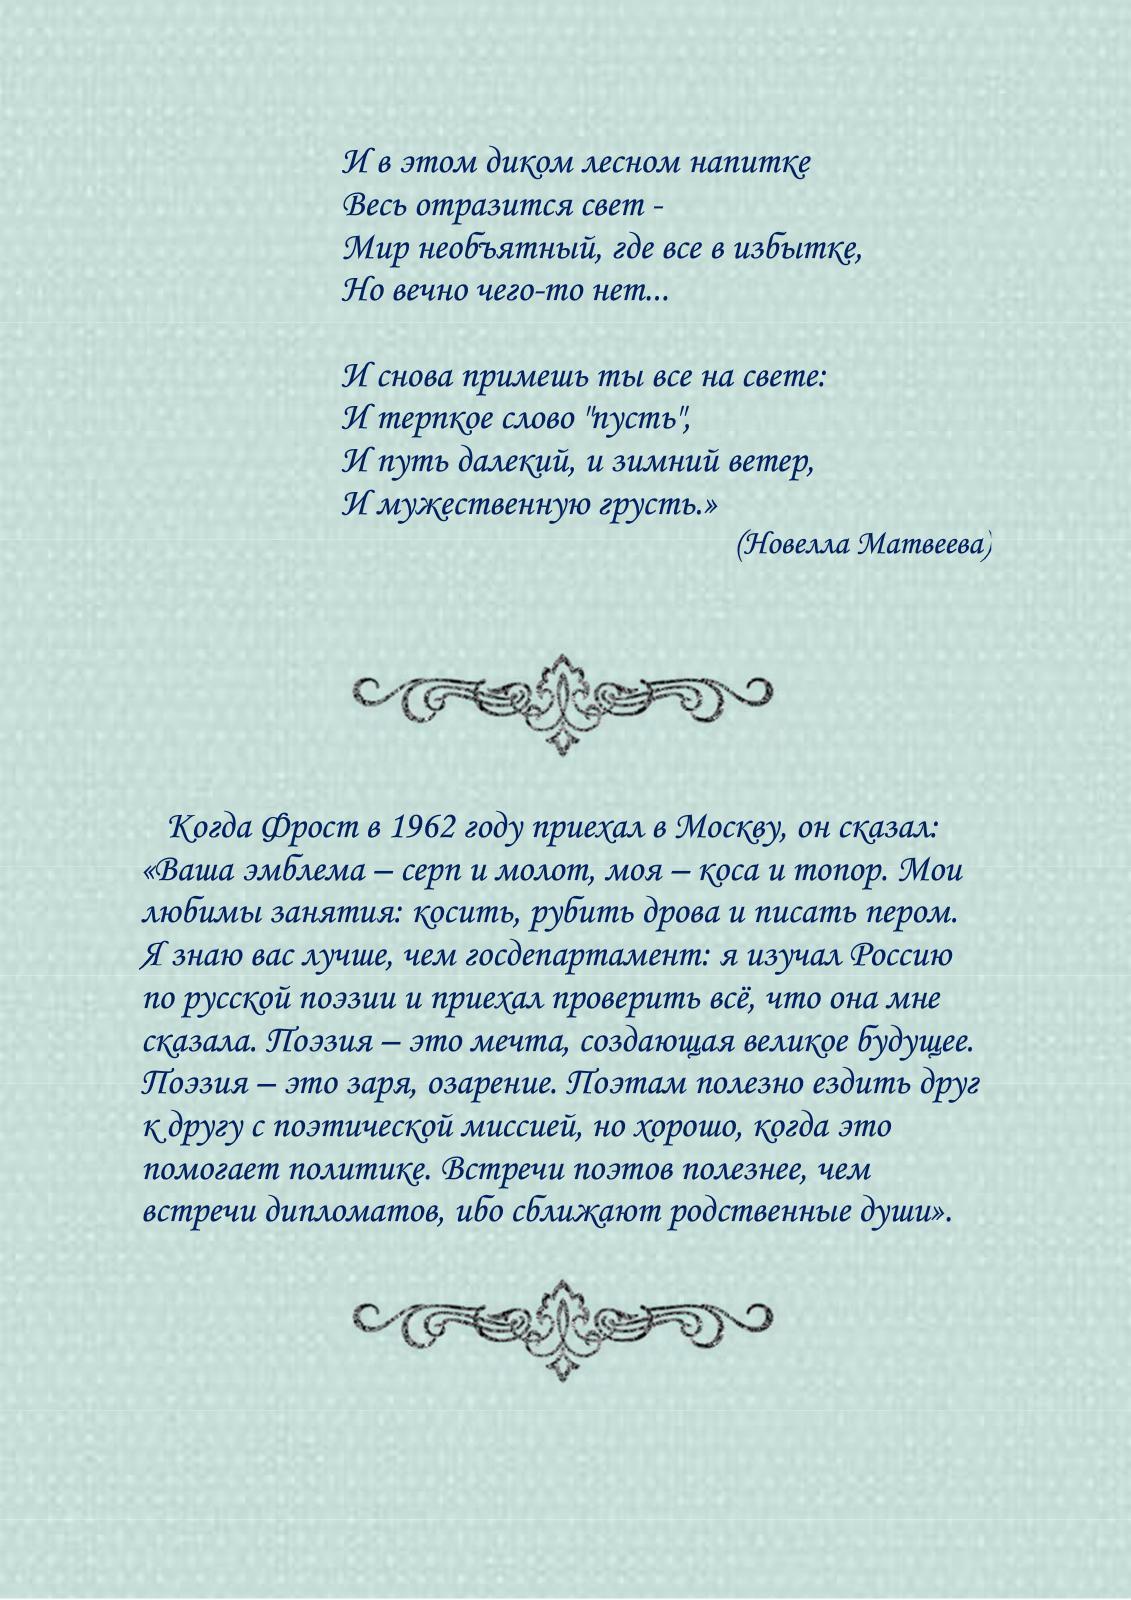 И в этом диком лесном напитке
Весь отразится свет -
Мир необъятный, где все в избытке,
Но вечно чего-то нет...
И снова примешь ты все на свете:
И терпкое слово "пусть",
И путь далекий, и зимний ветер,
И мужественную грусть.»
(Новелла Матвеева)
Когда Фрост в 1962 году приехал в Москву, он сказал:
«Ваша эмблема – серп и молот, моя – коса и топор. Мои
любимы занятия: косить, рубить дрова и писать пером.
Я знаю вас лучше, чем госдепартамент: я изучал Россию
по русской поэзии и приехал проверить всё, что она мне
сказала. Поэзия – это мечта, создающая великое будущее.
Поэзия – это заря, озарение. Поэтам полезно ездить друг
к другу с поэтической миссией, но хорошо, когда это
помогает политике. Встречи поэтов полезнее, чем
встречи дипломатов, ибо сближают родственные души».